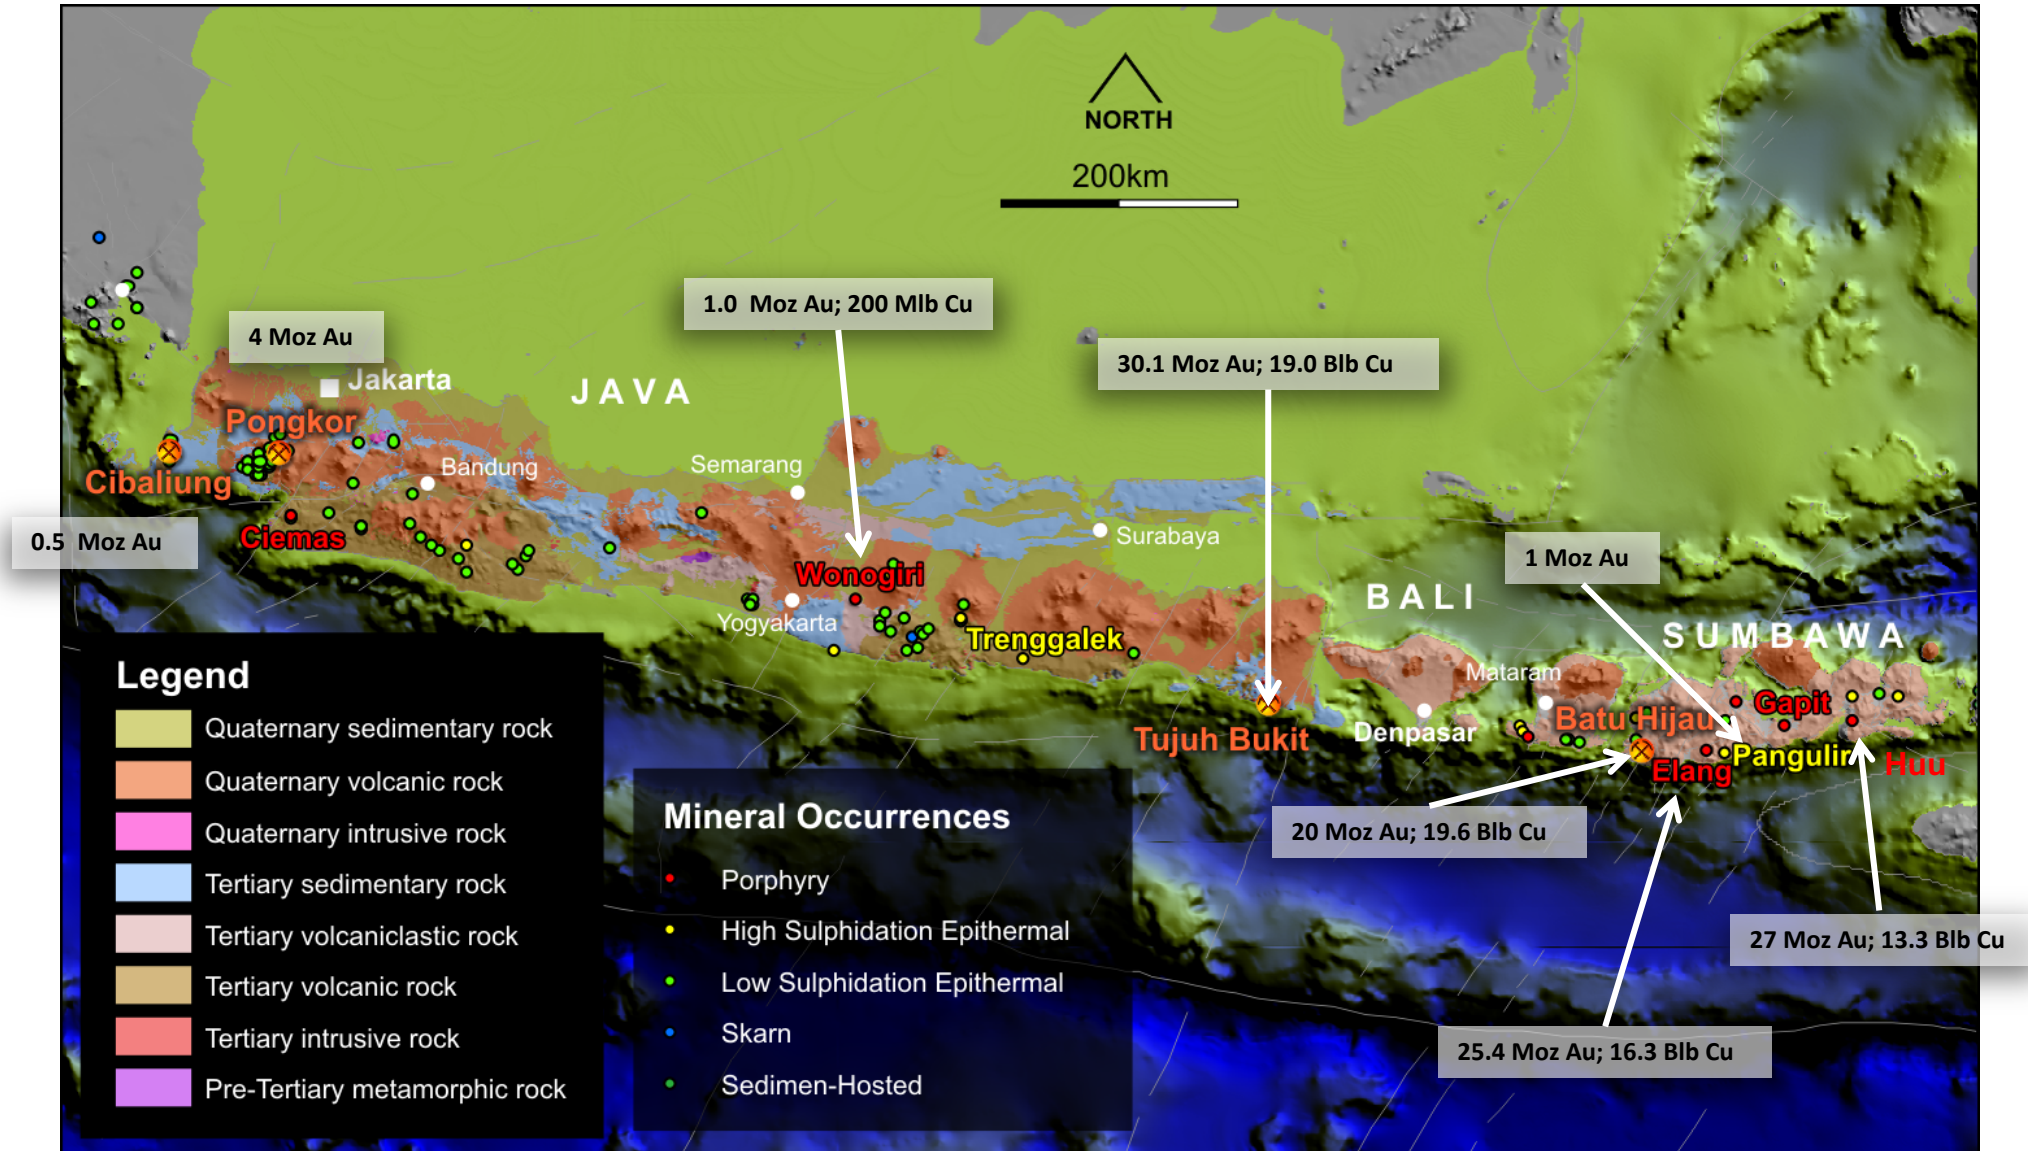 NORTH
200km
1.0 Moz Au; 200 Mlb Cu
4 Moz Au
30.1 Moz Au; 19.0 Blb Cu
Jakarta
JAVA
Pongkor
Cibaliung
Bandung
Semarang
0.5 Moz Au
Ciemas
Surabaya
1 Moz Au
Wonogiri
BALI
Yogyakarta
Trenggalek
SUMBAWA
Mataram
Gapit
Tujuh Bukit
Denpasar
Batu Hijau
Pangulir
Elang
Huu
20 Moz Au; 19.6 Blb Cu
27 Moz Au; 13.3 Blb Cu
25.4 Moz Au; 16.3 Blb Cu
Legend
Quaternary sedimentary rock
Quaternary volcanic rock
Quaternary intrusive rock
Tertiary sedimentary rock
Tertiary volcaniclastic rock
Tertiary volcanic rock
Tertiary intrusive rock
Pre-Tertiary metamorphic rock
Mineral Occurrences
Porphyry
High Sulphidation Epithermal
Low Sulphidation Epithermal
Skarn
Sedimen-Hosted